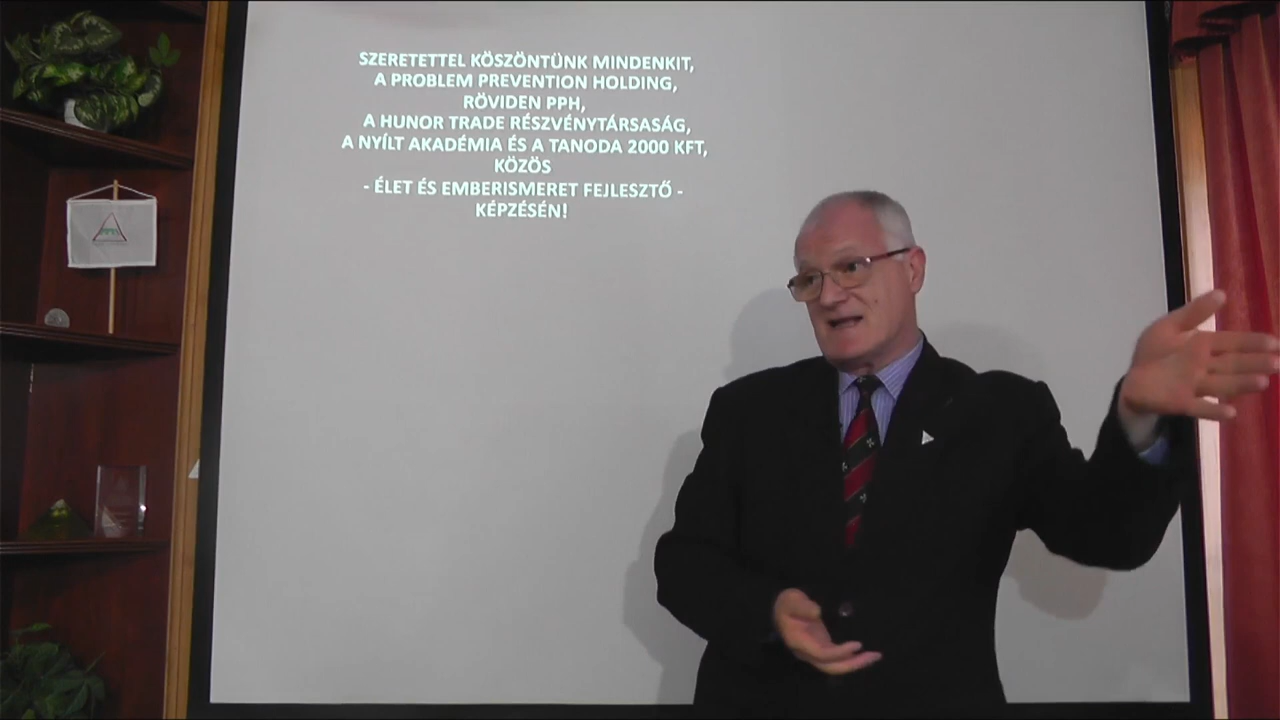 SZERETETTEL KÖSZÖNTÜNK MINDENKIT,
A PROBLEM PREVENTION HOLDING,
RÖVIDEN PPH,
A HUNOR TRADE RÉSZVÉNYTÁRSASÁG,
A NYÍLT AKADÉMIA ÉS A TANODA 2000 KFT,
KÖZÖS
- ÉLET ÉS EMBERISMERET FEJLESZTŐ -
KÉPZÉSÉN!